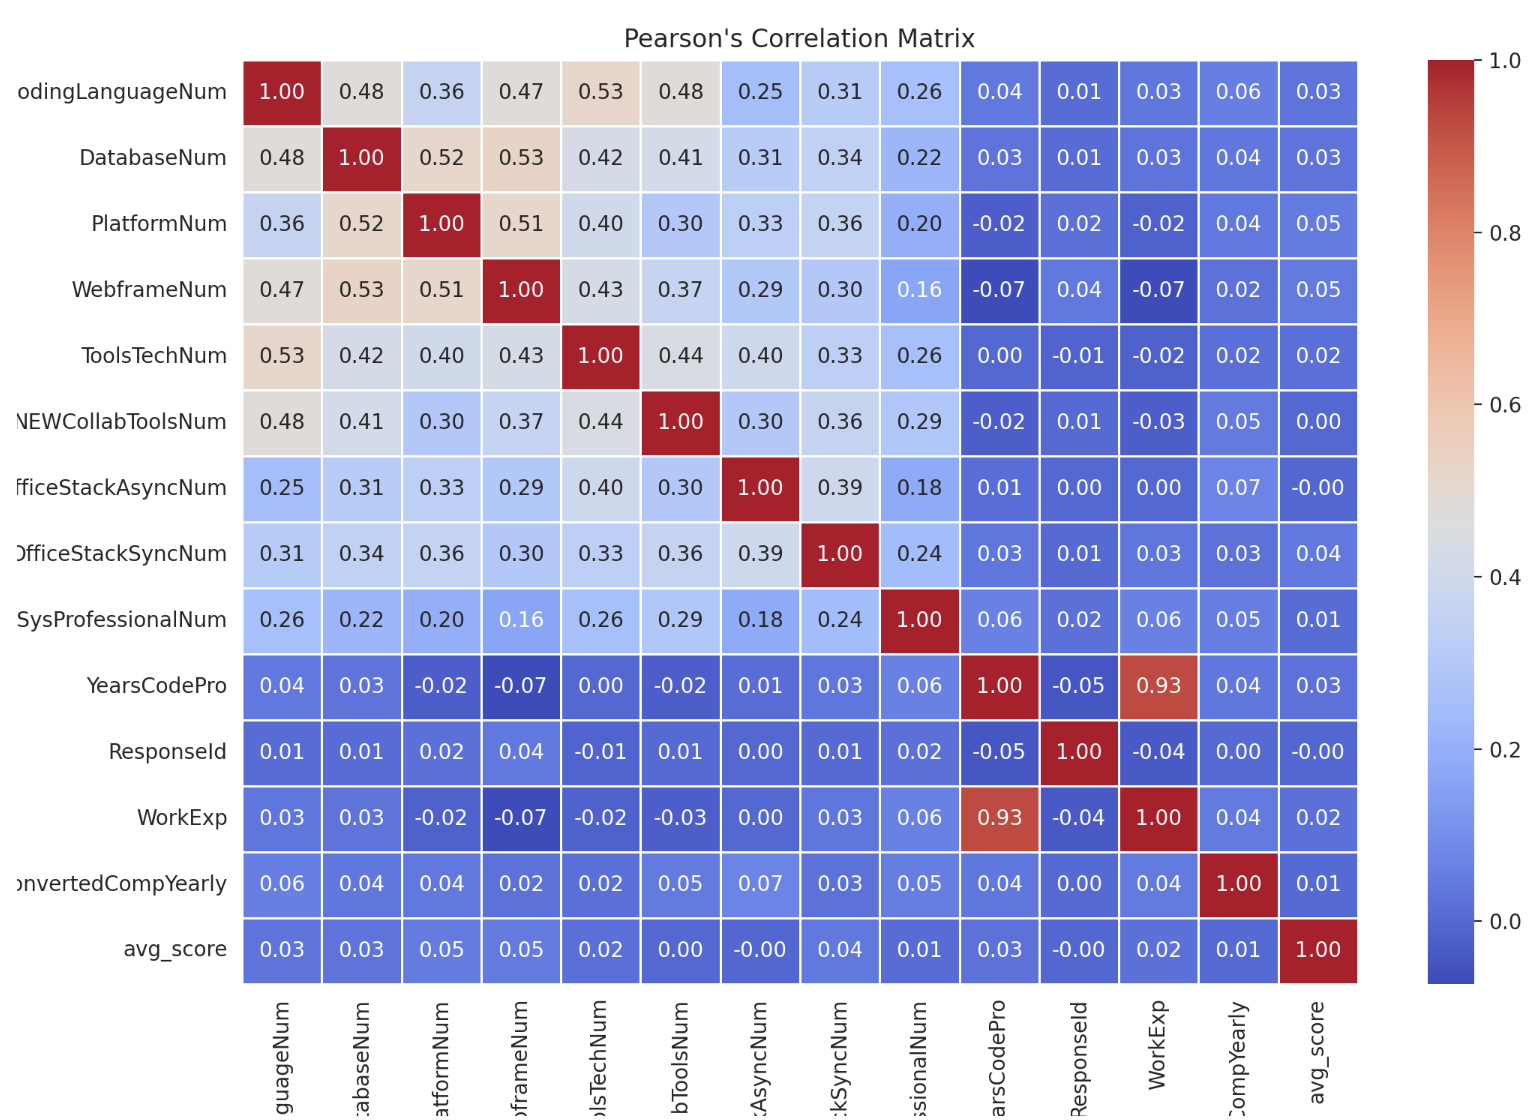 Pearson's Correlation Matrix
odingLanguageNum 1.00 0.48 0.36 0.47 0.53 0.48 0.25 0.31 0.26 0.04 0.01 0.03 0.06 0.03
DatabaseNum 0.48 1.00 0.52 0.53 0.42 0.41 0.31 0.34 0.22 0.03 0.01 0.03 0.04 0.03
PlatformNum 0.36 0.52 1.00 0.51 0.40 0.30 0.33 0.36 0.20 -0.02 0.02 -0.02 0.04 0.05
WebframeNum 0.47 0.53 0.51 1.00 0.43 0.37 0.29 0.30 0.16 -0.07 0.04 -0.07 0.02 0.05
ToolsTechNum 0.53 0.42 0.40 0.43 1.00 0.44 0.40 0.33 0.26 0.00 -0.01 -0.02 0.02 0.02
NEWCollabToolsNum 0.48 0.41 0.30 0.37 0.44 1.00 0.30 0.36 0.29 -0.02 0.01 -0.03 0.05 0.00
fficeStackAsyncNum 0.25 0.31 0.33 0.29 0.40 0.30 1.00 0.39 0.18 0.01 0.00 0.00 0.07 -0.00
OfficeStackSyncNum 0.31 0.34 0.36 0.30 0.33 0.36 0.39 1.00 0.24 0.03 0.01 0.03 0.03 0.04
SysProfessionalNum 0.26 0.22 0.20 0.16 0.26 0.29 0.18 0.24 1.00 0.06 0.02 0.06 0.05 0.01
YearsCodePro 0.04 0.03 -0.02 -0.07 0.00 -0.02 0.01 0.03 0.06 1.00 -0.05 0.93 0.04 0.03
ResponseId 0.01 0.01 0.02 0.04 -0.01 0.01 0.00 0.01 0.02 -0.05 1.00 -0.04 0.00 -0.00
WorkExp 0.03 0.03 -0.02 -0.07 -0.02 -0.03 0.00 0.03 0.06 0.93 -0.04 1.00 0.04 0.02
onvertedCompYearly 0.06 0.04 0.04 0.02 0.02 0.05 0.07 0.03 0.05 0.04 0.00 0.04 1.00 0.01
avg_score 0.03 0.03 0.05 0.05 0.02 0.00 -0.00 0.04 0.01 0.03 -0.00 0.02 0.01 1.00
guageNum
tabaseNum
atformNum
oframeNum
olsTechNum
bToolsNum
kAsyncNum
ckSyncNum
ssionalNum
arsCodePro
ResponseId
WorkExp
CompYearly
avg_score
1.0
0.8
0.6
0.4
0.2
0.0